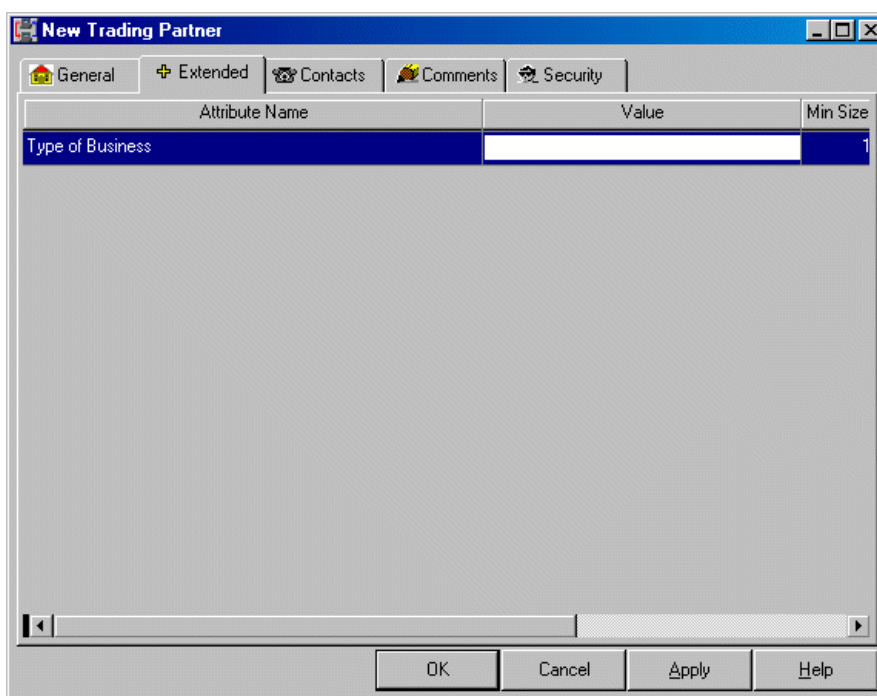 New Trading Partner
General Extended Contacts Comments Security
Attribute Name Value Min Size
Type of Business 1
OK Cancel Apply Help